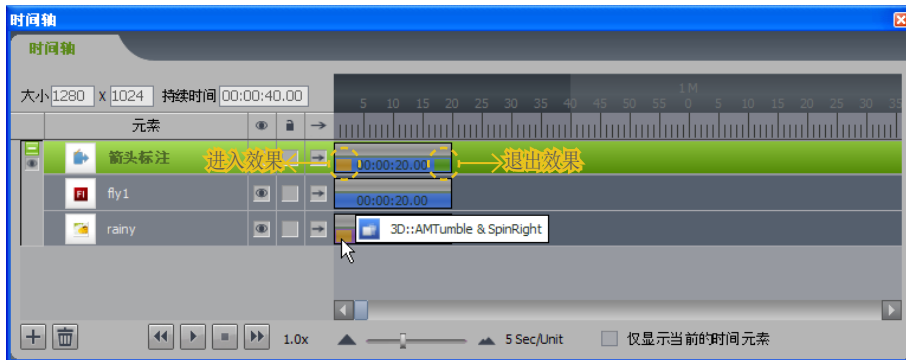 时间轴
时间轴
大小 1280 X 1024 持续时间 00:00:40.00
1 M
5 10 15 20 25 30 35 40 45 50 55 0 5 10 15 20 25 30 35
元素
箭头标注 进入效果 00:00:20.00 退出效果
Fl fly1 00:00:20.00
rainy 3D::AMTumble & SpinRight
1.0x 5 Sec/Unit 仅显示当前的时间元素